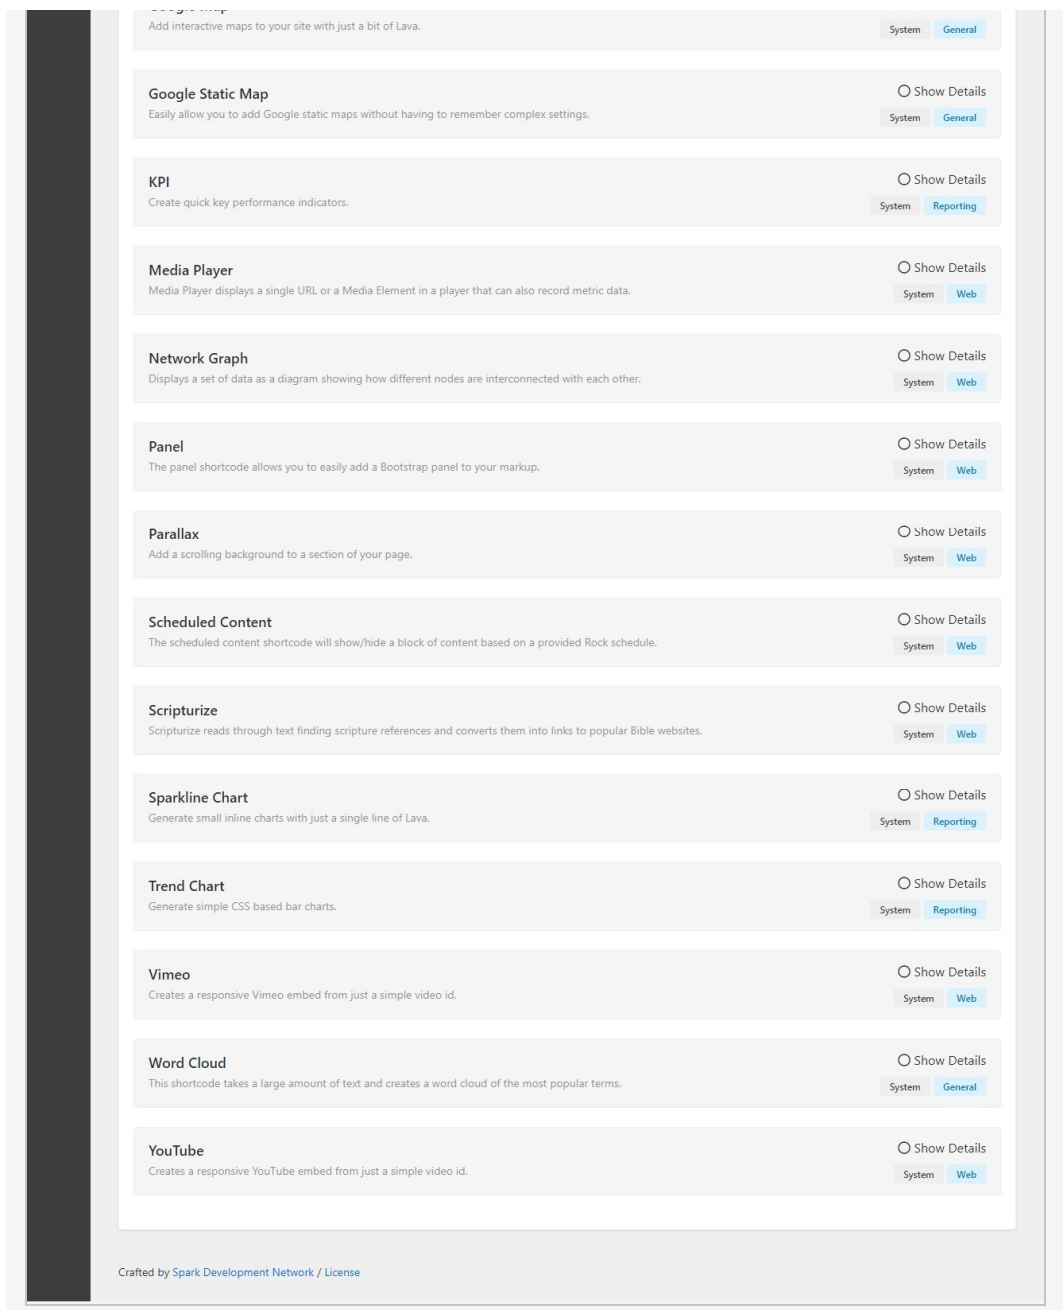 Google Map
Add interactive maps to your site with just a bit of Lava.
System General
Google Static Map
Show Details
Easily allow you to add Google static maps without having to remember complex settings.
System General
KPI
Show Details
Create quick key performance indicators.
System Reporting
Media Player
Show Details
Media Player displays a single URL or a Media Element in a player that can also record metric data.
System Web
Network Graph
Show Details
Displays a set of data as a diagram showing how different nodes are interconnected with each other.
System Web
Panel
Show Details
The panel shortcode allows you to easily add a Bootstrap panel to your markup.
System Web
Parallax
Show Details
Add a scrolling background to a section of your page.
System Web
Scheduled Content
Show Details
The scheduled content shortcode will show/hide a block of content based on a provided Rock schedule.
System Web
Scripturize
Show Details
Scripturize reads through text finding scripture references and converts them into links to popular Bible websites.
System Web
Sparkline Chart
Show Details
Generate small inline charts with just a single line of Lava.
System Reporting
Trend Chart
Show Details
Generate simple CSS based bar charts.
System Reporting
Vimeo
Show Details
Creates a responsive Vimeo embed from just a simple video id.
System Web
Word Cloud
Show Details
This shortcode takes a large amount of text and creates a word cloud of the most popular terms.
System General
YouTube
Show Details
Creates a responsive YouTube embed from just a simple video id.
System Web
Crafted by Spark Development Network / License